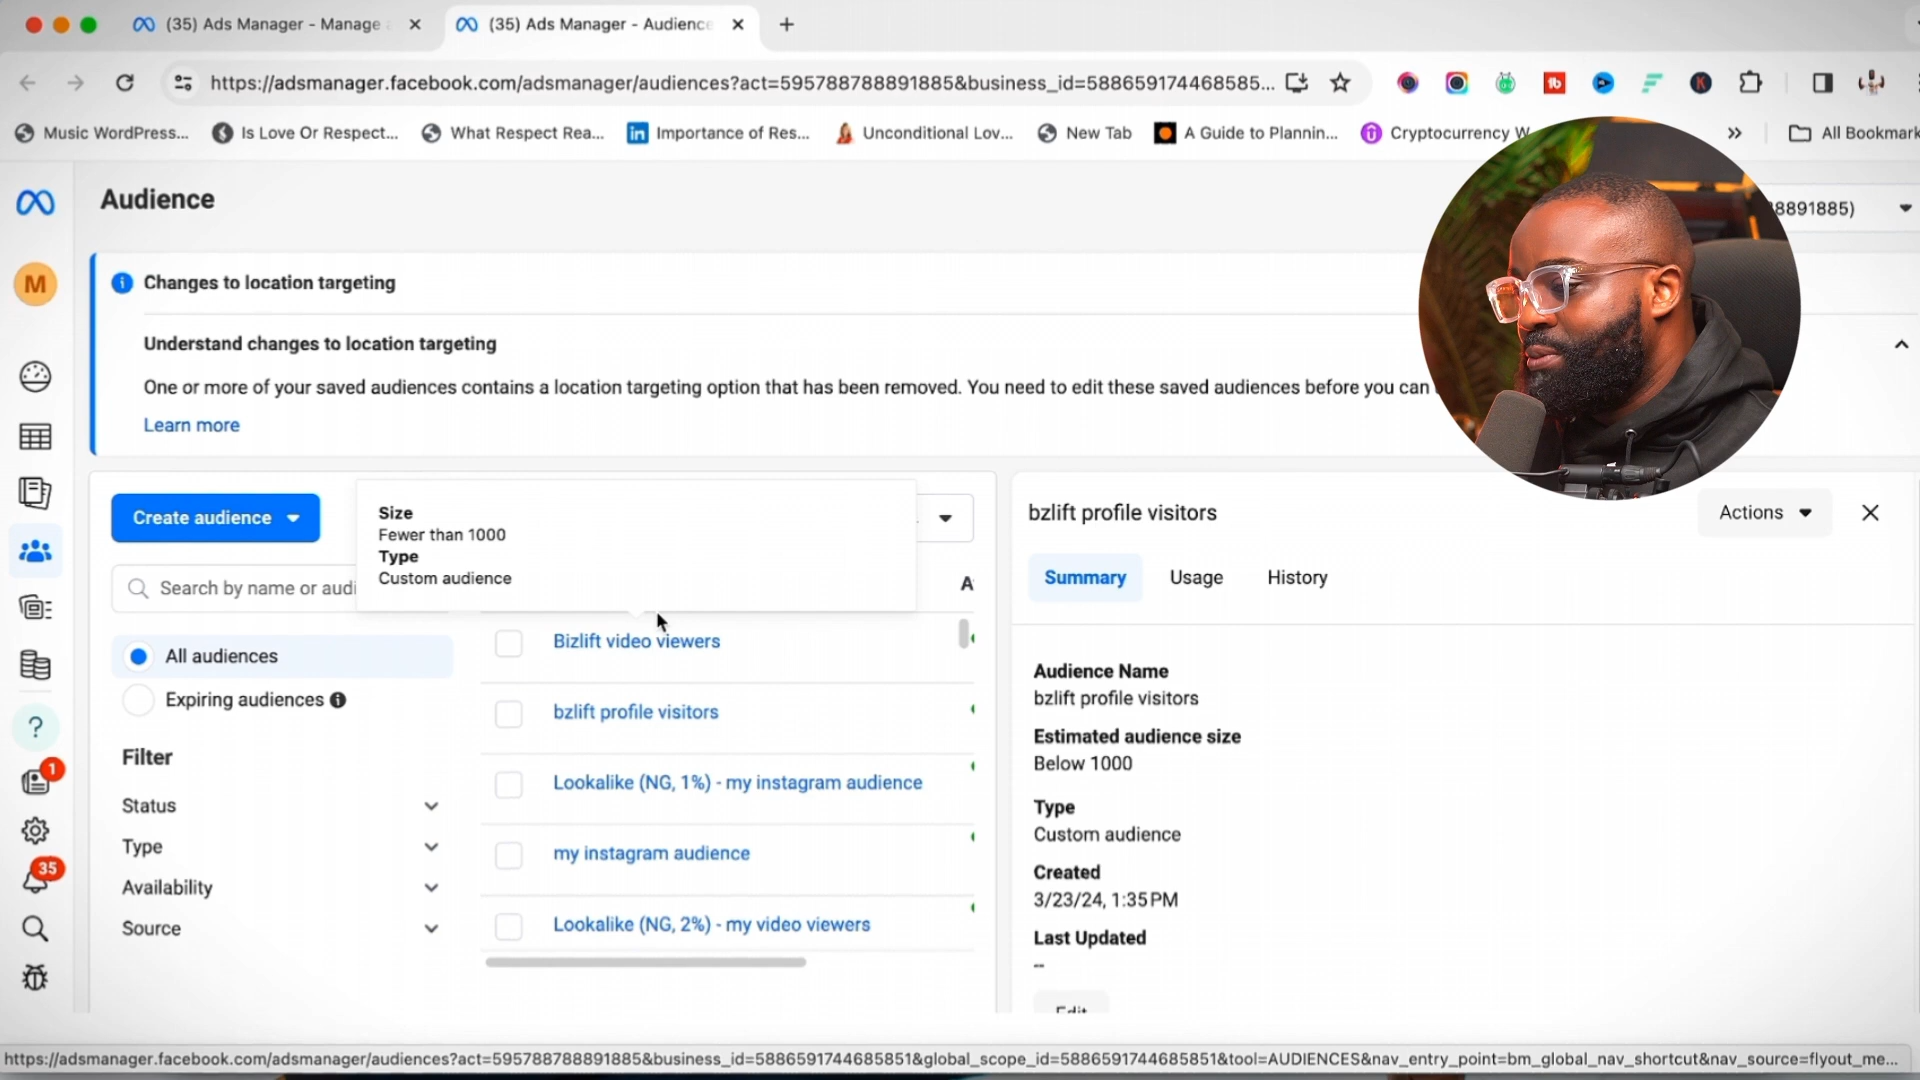 (35) Ads Manager - Manage
(35) Ads Manager - Audience
https://adsmanager.facebook.com/adsmanager/audiences?act=595788788891885&business_id=588659174468585...
Music WordPress...
Is Love Or Respect...
What Respect Rea...
Importance of Res...
Unconditional Lov...
New Tab
A Guide to Plannin...
Cryptocurrency W
All Bookmark
Audience
88891885)
M
Changes to location targeting
Understand changes to location targeting
One or more of your saved audiences contains a location targeting option that has been removed. You need to edit these saved audiences before you can
Learn more
Create audience
Size
Fewer than 1000
Type
Custom audience
Search by name or audi
All audiences
Expiring audiences
Filter
Status
Type
Availability
Source
1
35
A
Bizlift video viewers
bzlift profile visitors
Lookalike (NG, 1%) - my instagram audience
my instagram audience
Lookalike (NG, 2%) - my video viewers
bzlift profile visitors
Actions
Summary
Usage
History
Audience Name
bzlift profile visitors
Estimated audience size
Below 1000
Type
Custom audience
Created
3/23/24, 1:35 PM
Last Updated
--
Edit
https://adsmanager.facebook.com/adsmanager/audiences?act=595788788891885&business_id=5886591744685851&global_scope_id=5886591744685851&tool=AUDIENCES&nav_entry_point=bm_global_nav_shortcut&nav_source=flyout_me...